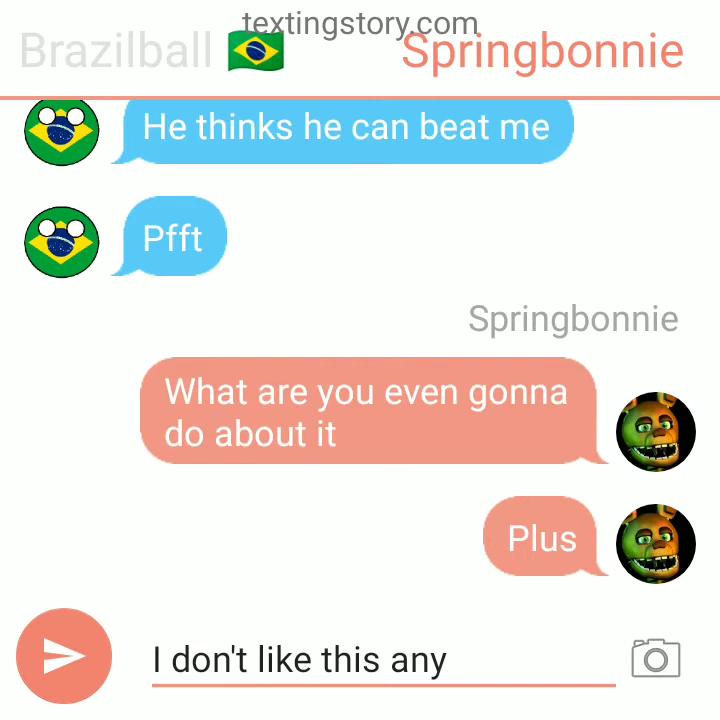 textingstory.com
Brazilball 🇧🇷 Springbonnie
He thinks he can beat me
Pfft
Springbonnie
What are you even gonna
do about it
Plus
I don't like this any